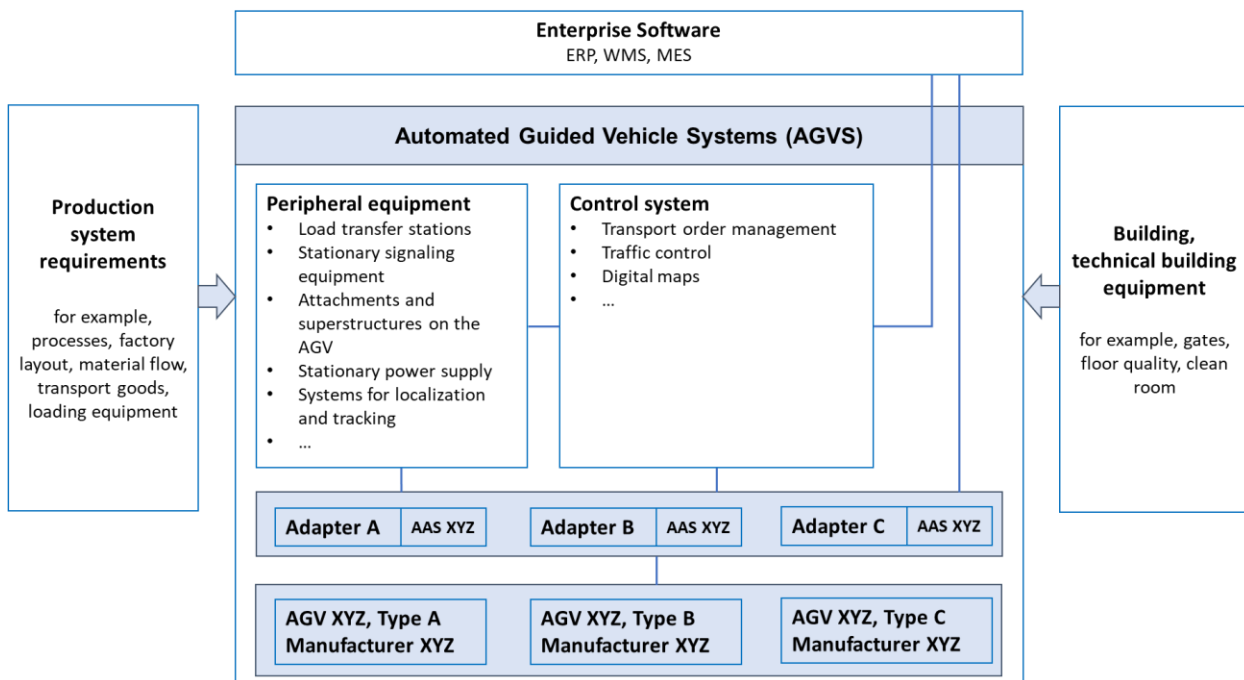 Enterprise Software
ERP, WMS, MES
Automated Guided Vehicle Systems (AGVS)
Production
system
requirements
for example,
processes, factory
layout, material flow,
transport goods,
loading equipment
Peripheral equipment
• Load transfer stations
• Stationary signaling
equipment
• Attachments and
superstructures on the
AGV
• Stationary power supply
• Systems for localization
and tracking
• ...
Control system
• Transport order management
• Traffic control
• Digital maps
• ...
Building,
technical building
equipment
for example, gates,
floor quality, clean
room
Adapter A AAS XYZ
Adapter B AAS XYZ
Adapter C AAS XYZ
AGV XYZ, Type A
Manufacturer XYZ
AGV XYZ, Type B
Manufacturer XYZ
AGV XYZ, Type C
Manufacturer XYZ